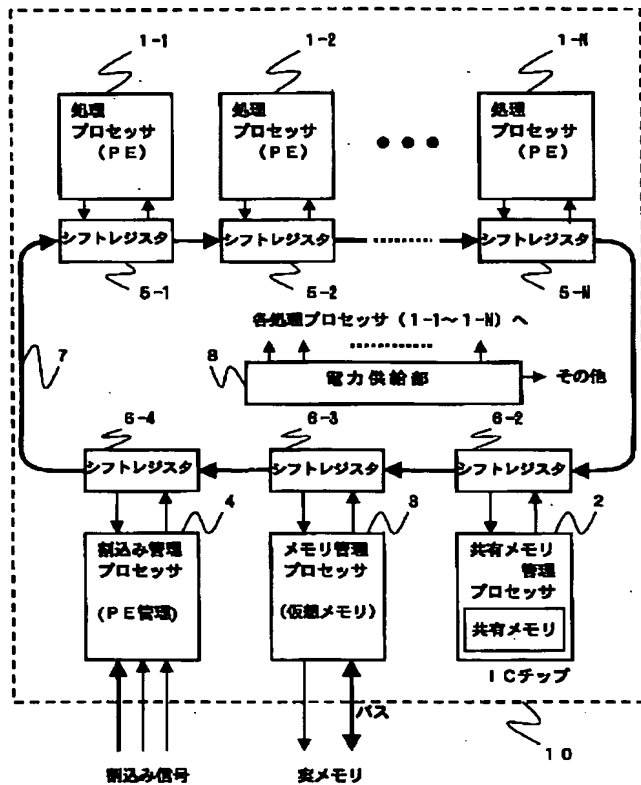 1-1
1-2
1-N
処理
プロセッサ
(PE)
処理
プロセッサ
(PE)
処理
プロセッサ
(PE)
シフトレジスタ
シフトレジスタ
シフトレジスタ
5-1
5-2
5-N
各処理プロセッサ(1-1～1-N)へ
7
8
電力供給部
その他
6-4
6-3
6-2
シフトレジスタ
シフトレジスタ
シフトレジスタ
4
3
2
割込み管理
プロセッサ
(PE管理)
メモリ管理
プロセッサ
(仮想メモリ)
共有メモリ
管理
プロセッサ
共有メモリ
ICチップ
バス
10
割込み信号
実メモリ